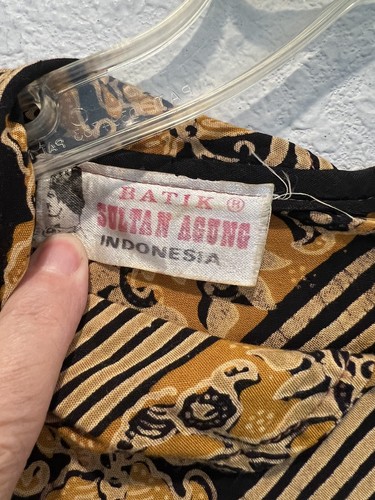 BATIK ®
SULTAN AGUNG
INDONESIA